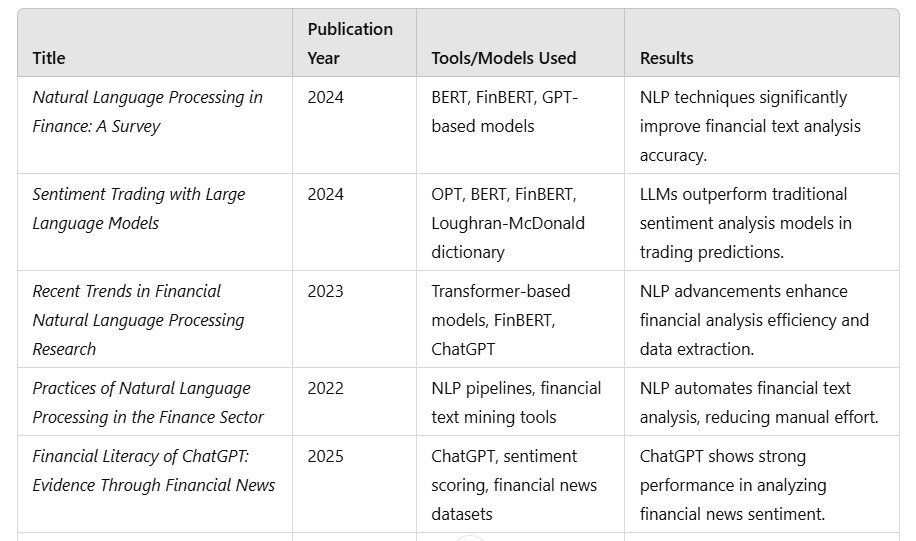 Title
Publication
Year
Tools/Models Used
Results
Natural Language Processing in
Finance: A Survey
2024
BERT, FinBERT, GPT-
based models
NLP techniques significantly
improve financial text analysis
accuracy.
Sentiment Trading with Large
Language Models
2024
OPT, BERT, FinBERT,
Loughran-McDonald
dictionary
LLMs outperform traditional
sentiment analysis models in
trading predictions.
Recent Trends in Financial
Natural Language Processing
Research
2023
Transformer-based
models, FinBERT,
ChatGPT
NLP advancements enhance
financial analysis efficiency and
data extraction.
Practices of Natural Language
Processing in the Finance Sector
2022
NLP pipelines, financial
text mining tools
NLP automates financial text
analysis, reducing manual effort.
Financial Literacy of ChatGPT:
Evidence Through Financial News
2025
ChatGPT, sentiment
scoring, financial news
datasets
ChatGPT shows strong
performance in analyzing
financial news sentiment.